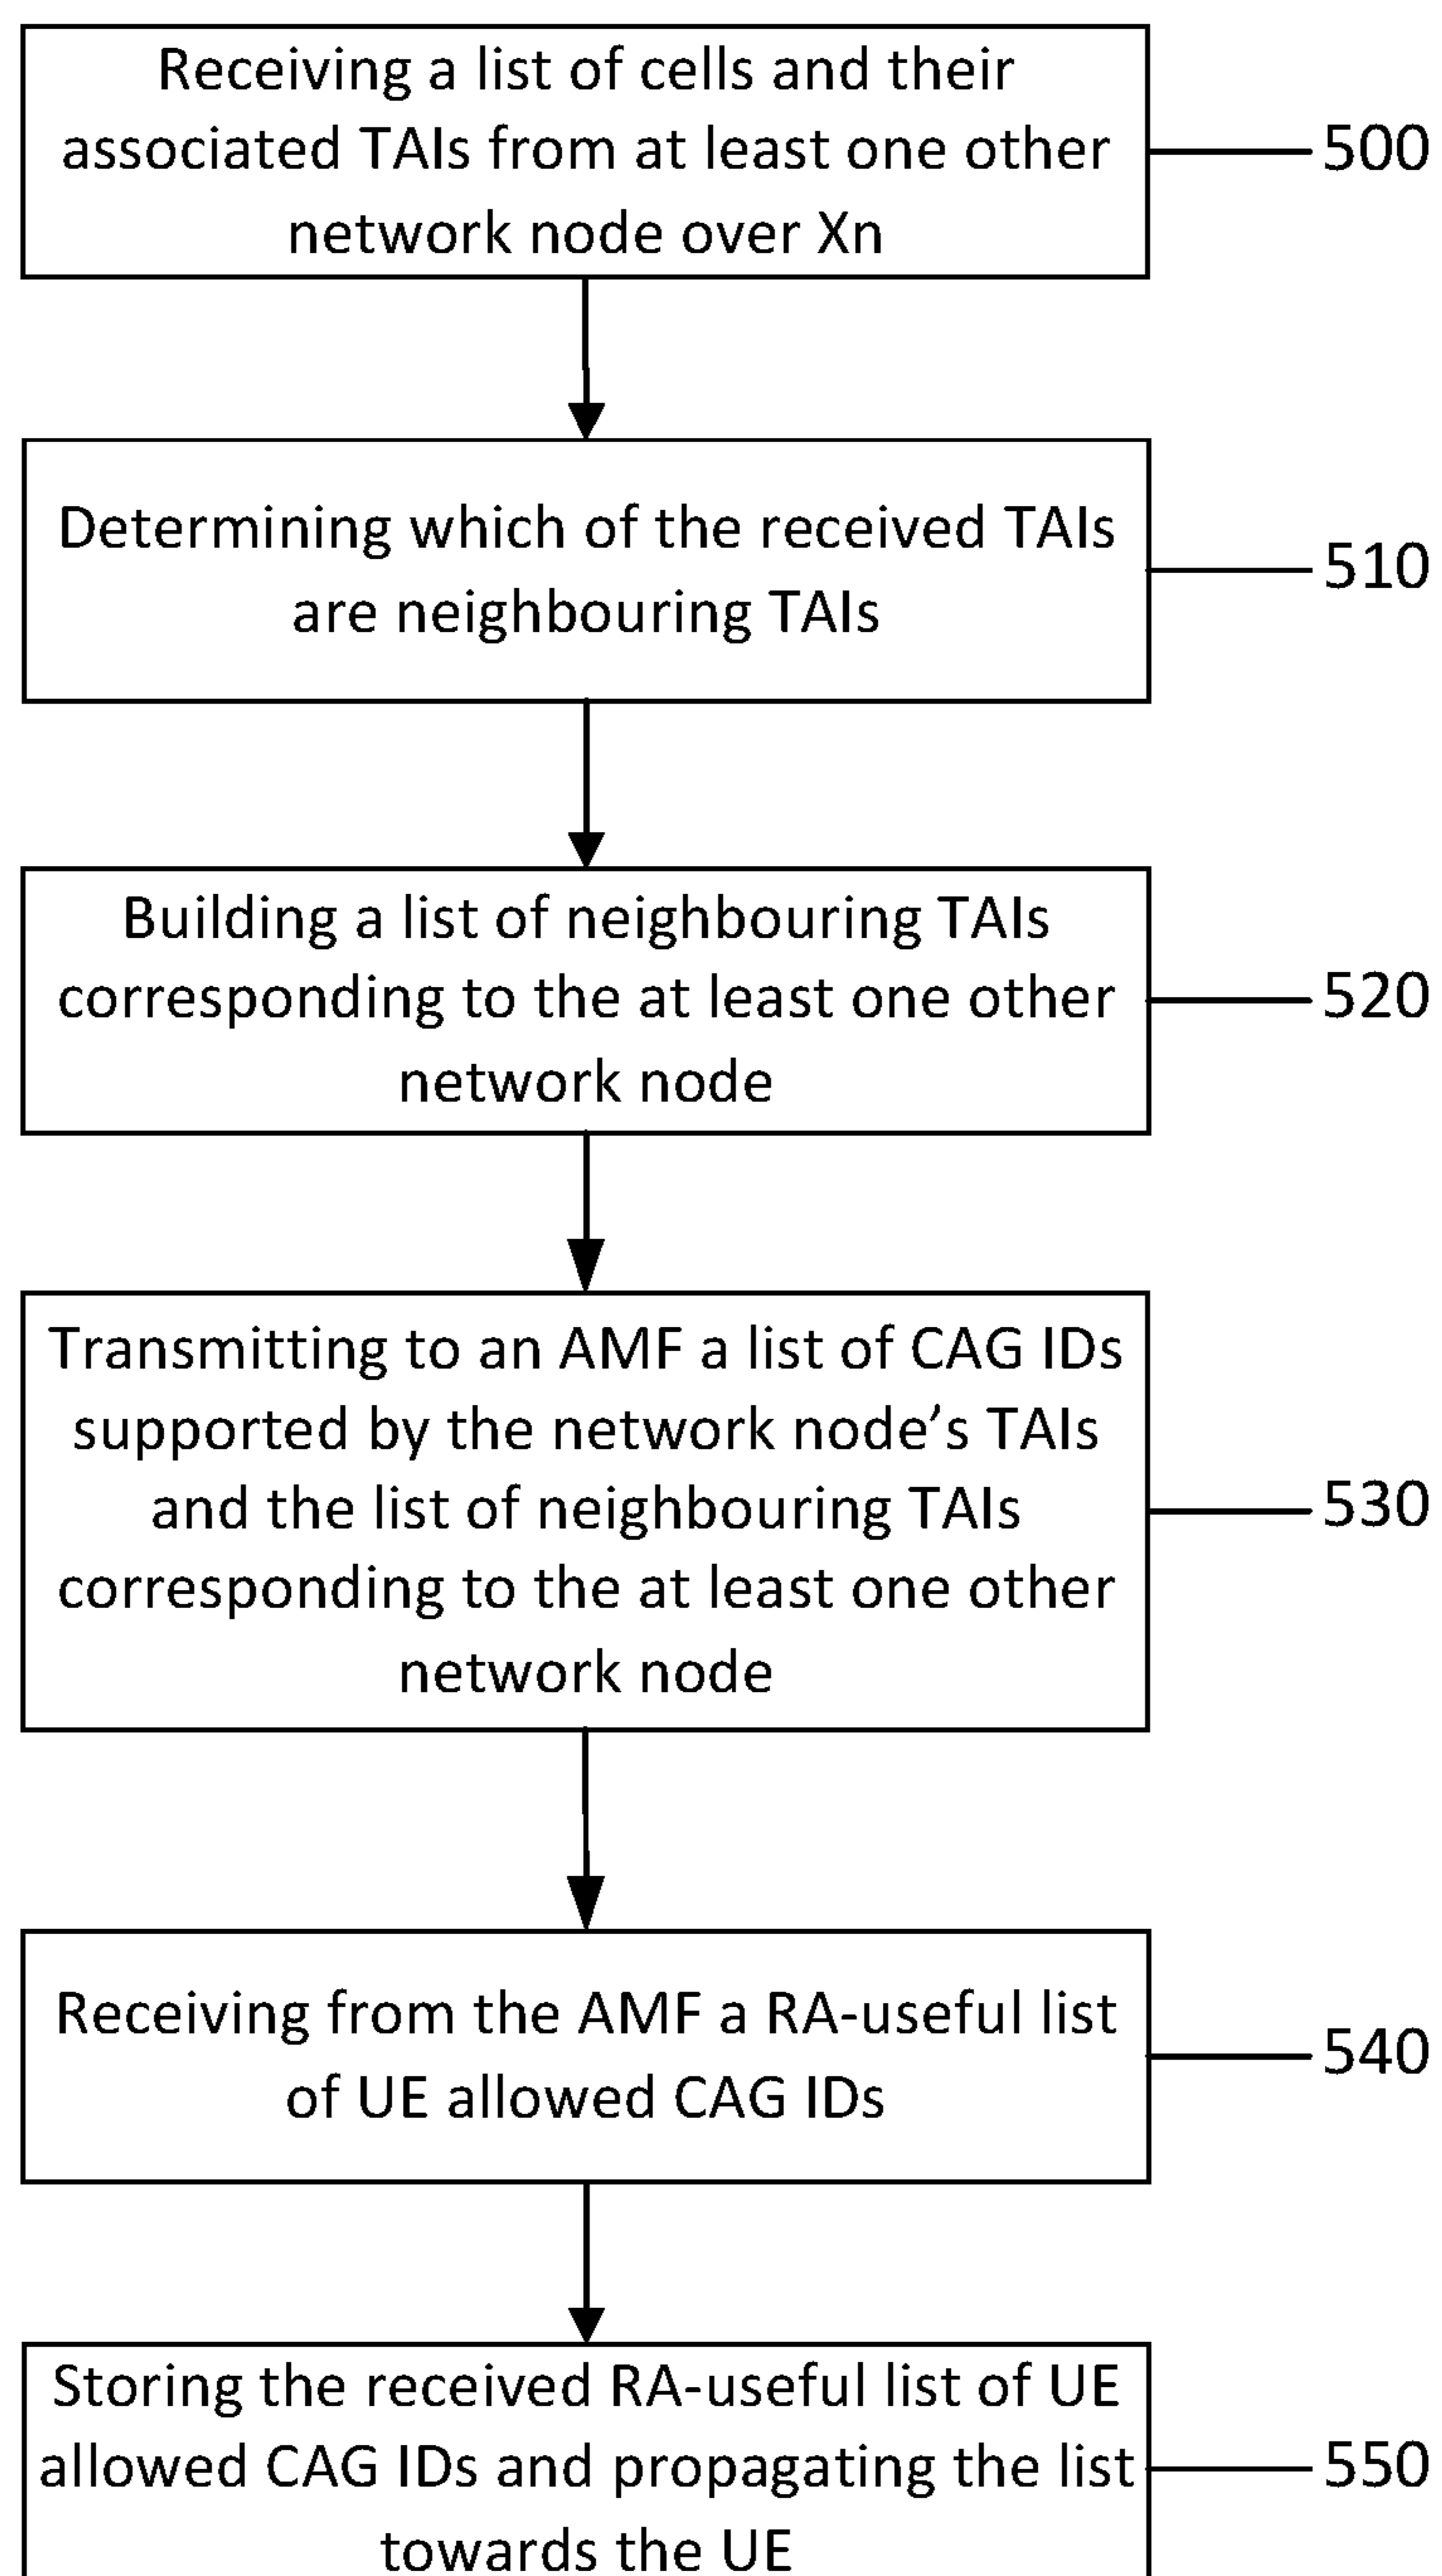 Receiving a list of cells and their
associated TAIs from at least one other
network node over Xn
500
Determining which of the received TAIs
are neighbouring TAIs
510
Building a list of neighbouring TAIs
corresponding to the at least one other
network node
520
Transmitting to an AMF a list of CAG IDs
supported by the network node’s TAIs
and the list of neighbouring TAIs
corresponding to the at least one other
network node
530
Receiving from the AMF a RA-useful list
of UE allowed CAG IDs
540
Storing the received RA-useful list of UE
allowed CAG IDs and propagating the list
towards the UE
550